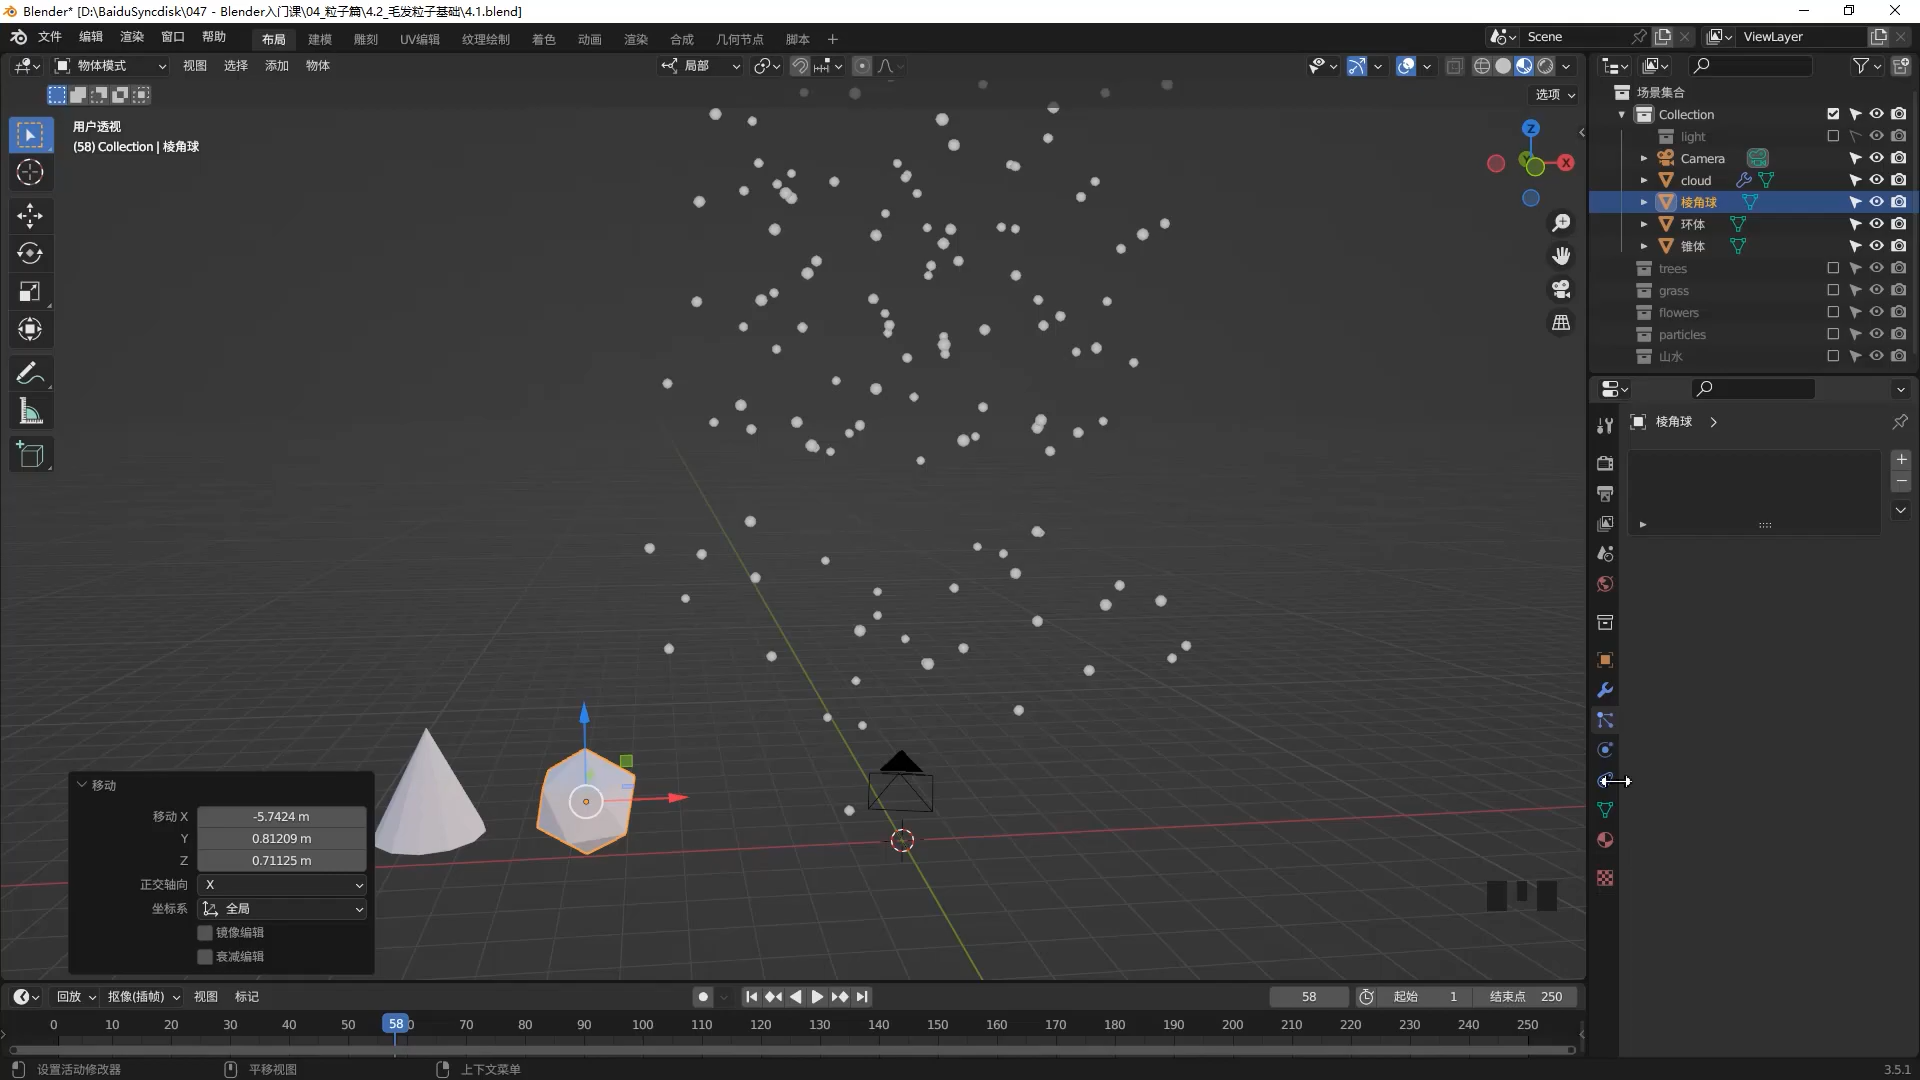 Blender* [D:\BaiduSyncdisk\047 - Blender入门课\04_粒子篇\4.2_毛发粒子基础\4.1.blend]
文件 编辑 渲染 窗口 帮助 布局 建模 雕刻 UV编辑 纹理绘制 着色 动画 渲染 合成 几何节点 脚本 + Scene ViewLayer
物体模式 视图 选择 添加 物体 局部
选项
用户透视
(58) Collection | 棱角球
Z
X
Y
场景集合
Collection
light
Camera
cloud
棱角球
环体
锥体
trees
grass
flowers
particles
山水
棱角球
移动
移动 X -5.7424 m
Y 0.81209 m
Z 0.71125 m
正交轴向 X
坐标系 全局
镜像编辑
衰减编辑
回放 抠像(插帧) 视图 标记 58 起始 1 结束点 250
0 10 20 30 40 50 58 0 70 80 90 100 110 120 130 140 150 160 170 180 190 200 210 220 230 240 250
设置活动修改器 平移视图 上下文菜单 3.5.1